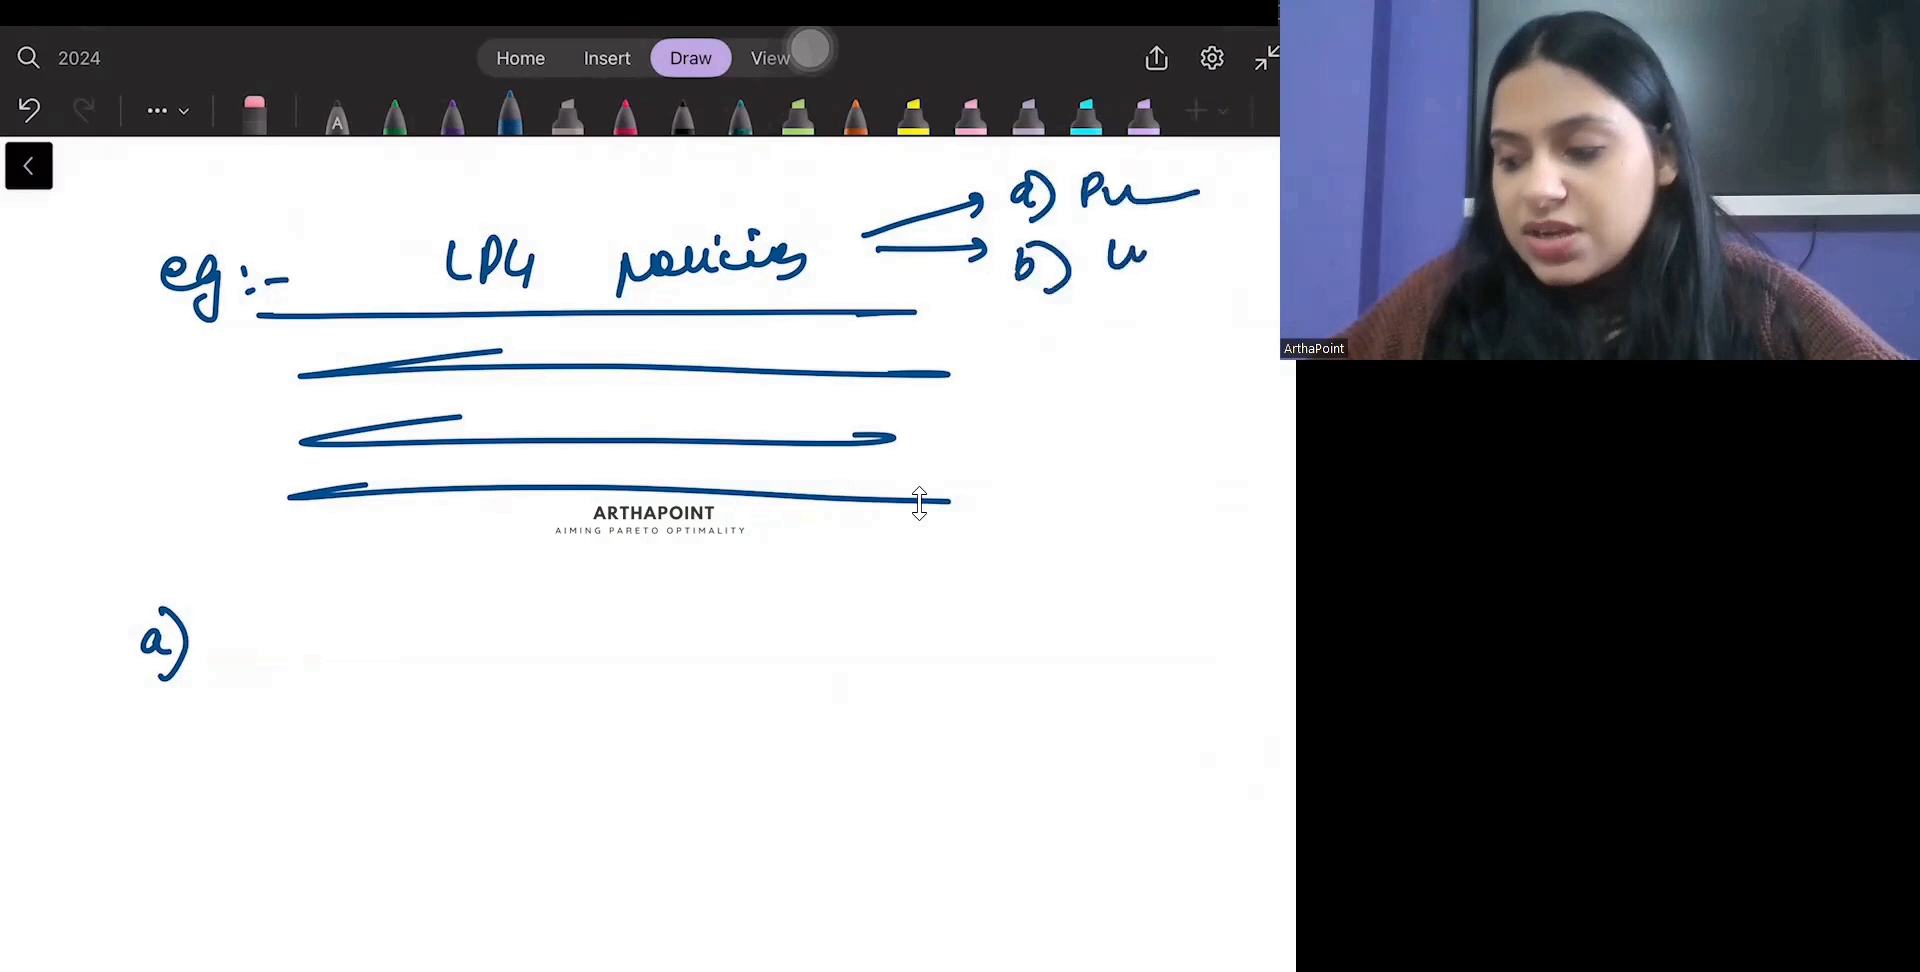 2024
Home Insert Draw View
A
a) Pu
eg:- LPG policies
b) u
ARTHAPOINT
AIMING PARETO OPTIMALITY
a)
ArthaPoint